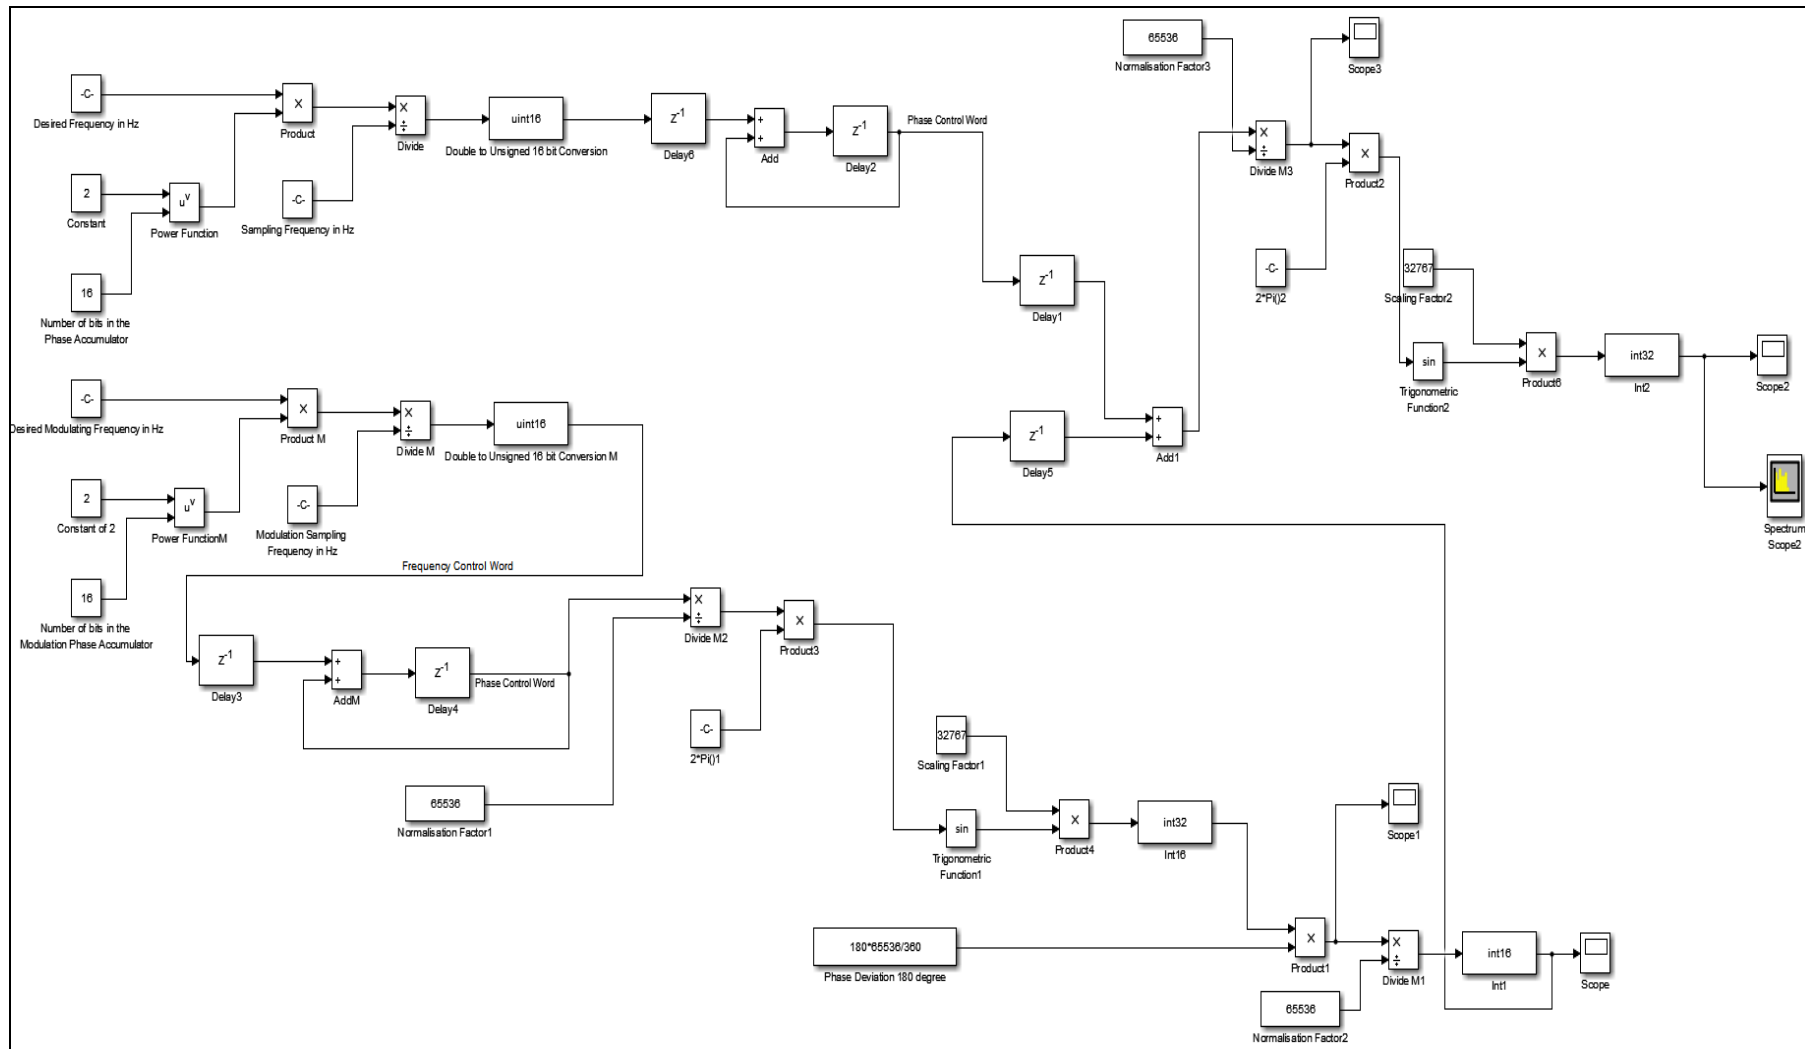 65536
Normalisation Factor3
Scope3
-C-
Desired Frequency in Hz
X
Product
X
÷
Divide
uint16
Double to Unsigned 16 bit Conversion
z-1
Delay6
+
+
Add
z-1
Delay2
Phase Control Word
X
÷
Divide M3
X
Product2
2
Constant
uv
Power Function
-C-
Sampling Frequency in Hz
16
Number of bits in the
Phase Accumulator
z-1
Delay1
-C-
2*Pi()2
32767
Scaling Factor2
sin
Trigonometric
Function2
X
Product6
int32
Int2
Scope2
-C-
Desired Modulating Frequency in Hz
X
Product M
X
÷
Divide M
uint16
Double to Unsigned 16 bit Conversion M
z-1
Delay5
+
+
Add1
Spectrum
Scope2
2
Constant of 2
uv
Power FunctionM
-C-
Modulation Sampling
Frequency in Hz
Frequency Control Word
16
Number of bits in the
Modulation Phase Accumulator
z-1
Delay3
+
+
AddM
z-1
Delay4
Phase Control Word
X
÷
Divide M2
X
Product3
-C-
2*Pi()1
65536
Normalisation Factor1
32767
Scaling Factor1
sin
Trigonometric
Function1
X
Product4
int32
Int16
Scope1
180*65536/360
Phase Deviation 180 degree
X
Product1
X
÷
Divide M1
int16
Int1
Scope
65536
Normalisation Factor2